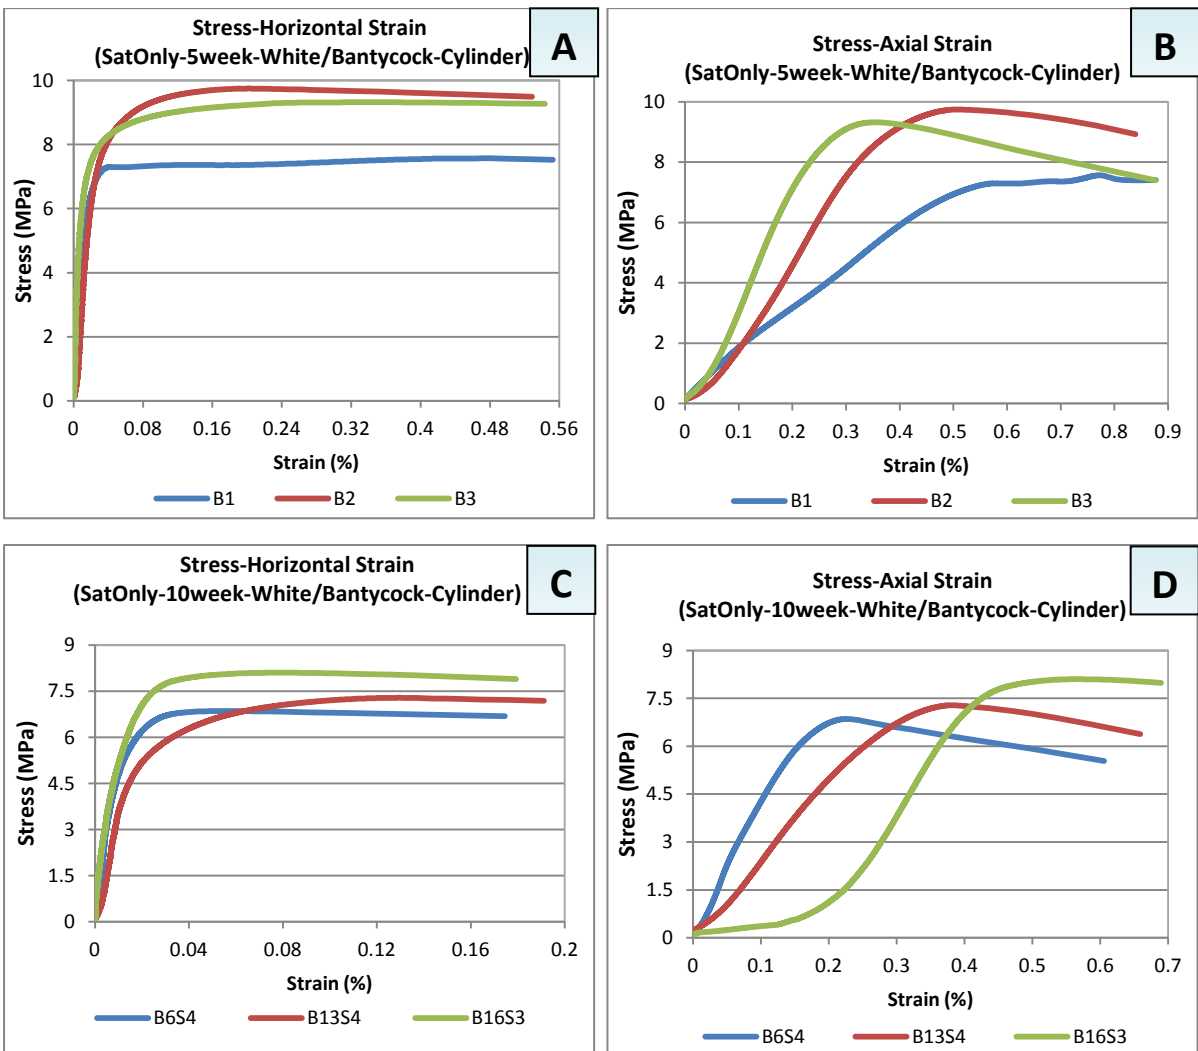 Stress-Horizontal Strain
(SatOnly-5week-White/Bantycock-Cylinder)
A
Stress (MPa)
10
8
6
4
2
0
0 0.08 0.16 0.24 0.32 0.4 0.48 0.56
Strain (%)
B1 B2 B3
Stress-Axial Strain
(SatOnly-5week-White/Bantycock-Cylinder)
B
Stress (MPa)
10
8
6
4
2
0
0 0.1 0.2 0.3 0.4 0.5 0.6 0.7 0.8 0.9
Strain (%)
B1 B2 B3
Stress-Horizontal Strain
(SatOnly-10week-White/Bantycock-Cylinder)
C
Stress (MPa)
9
7.5
6
4.5
3
1.5
0
0 0.04 0.08 0.12 0.16 0.2
Strain (%)
B6S4 B13S4 B16S3
Stress-Axial Strain
(SatOnly-10week-White/Bantycock-Cylinder)
D
Stress (MPa)
9
7.5
6
4.5
3
1.5
0
0 0.1 0.2 0.3 0.4 0.5 0.6 0.7
Strain (%)
B6S4 B13S4 B16S3